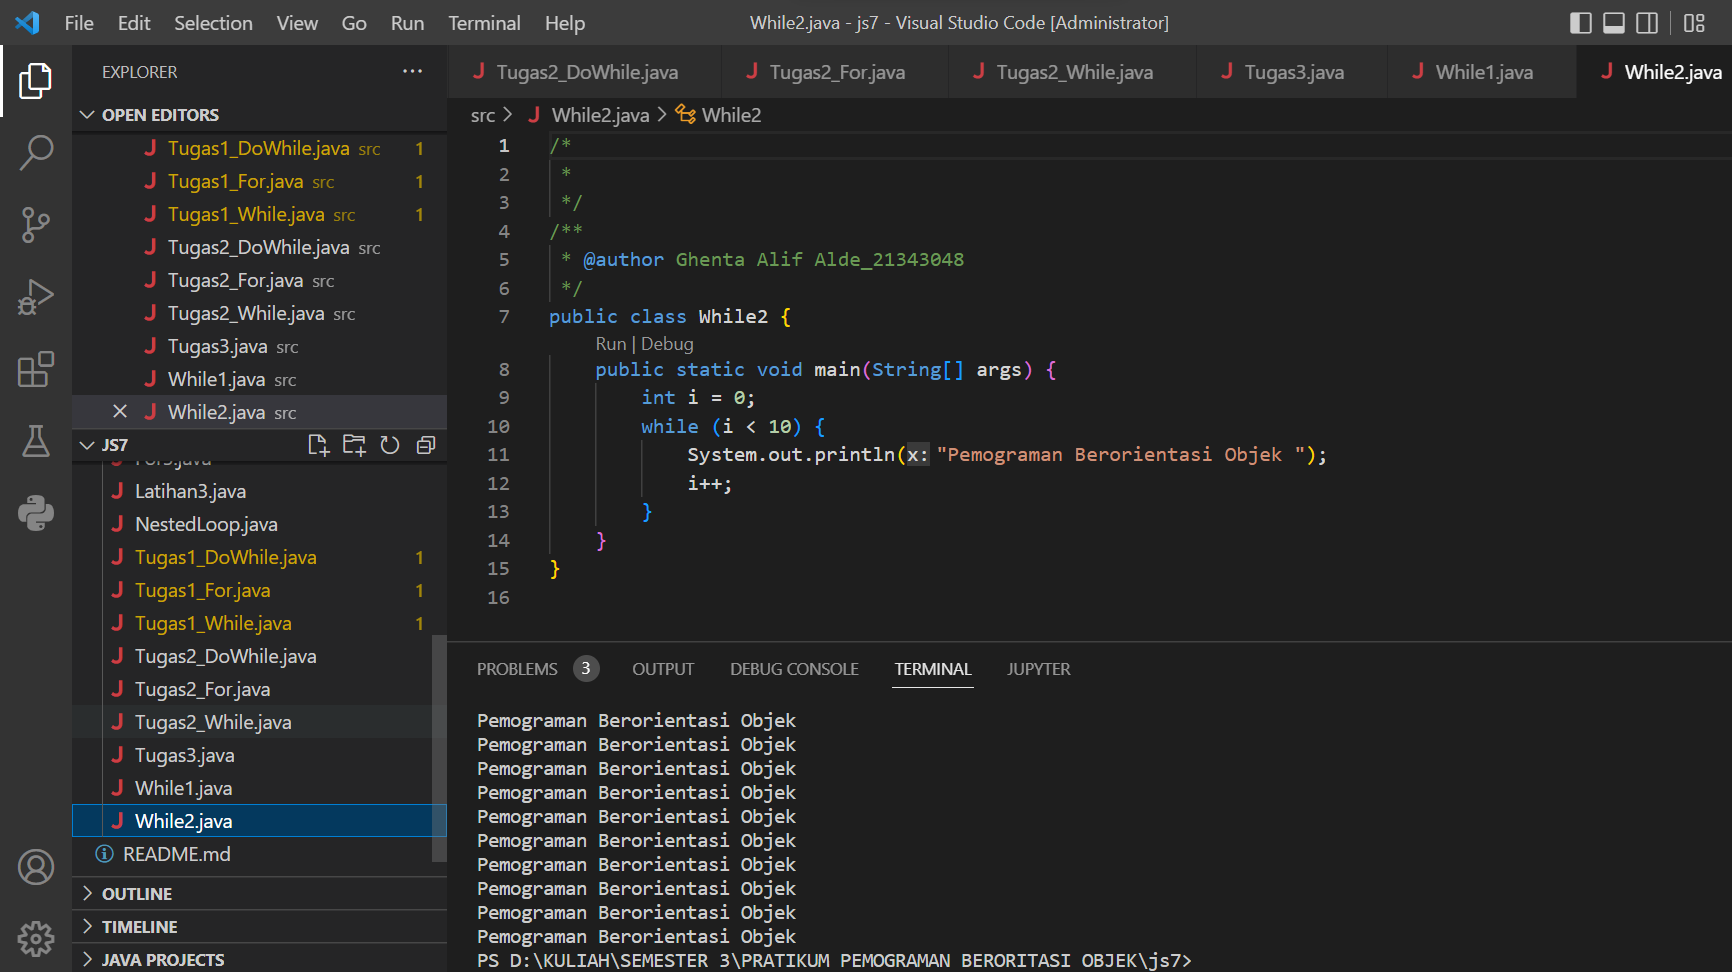 File Edit Selection View Go Run Terminal Help
While2.java - js7 - Visual Studio Code [Administrator]
EXPLORER ...
OPEN EDITORS
Tugas1_DoWhile.java src 1
Tugas1_For.java src 1
Tugas1_While.java src 1
Tugas2_DoWhile.java src
Tugas2_For.java src
Tugas2_While.java src
Tugas3.java src
While1.java src
While2.java src
JS7
Latihan3.java
NestedLoop.java
Tugas1_DoWhile.java 1
Tugas1_For.java 1
Tugas1_While.java 1
Tugas2_DoWhile.java
Tugas2_For.java
Tugas2_While.java
Tugas3.java
While1.java
While2.java
README.md
OUTLINE
TIMELINE
JAVA PROJECTS
Tugas2_DoWhile.java Tugas2_For.java Tugas2_While.java Tugas3.java While1.java While2.java
src > While2.java > While2
1 /*
2  *
3  */
4 /**
5  * @author Ghenta Alif Alde_21343048
6  */
7 public class While2 {
Run | Debug
8     public static void main(String[] args) {
9         int i = 0;
10         while (i < 10) {
11             System.out.println(x: "Pemograman Berorientasi Objek ");
12             i++;
13         }
14     }
15 }
16
PROBLEMS 3 OUTPUT DEBUG CONSOLE TERMINAL JUPYTER
Pemograman Berorientasi Objek
Pemograman Berorientasi Objek
Pemograman Berorientasi Objek
Pemograman Berorientasi Objek
Pemograman Berorientasi Objek
Pemograman Berorientasi Objek
Pemograman Berorientasi Objek
Pemograman Berorientasi Objek
Pemograman Berorientasi Objek
Pemograman Berorientasi Objek
PS D:\KULIAH\SEMESTER 3\PRATIKUM PEMOGRAMAN BERORITASI OBJEK\js7>